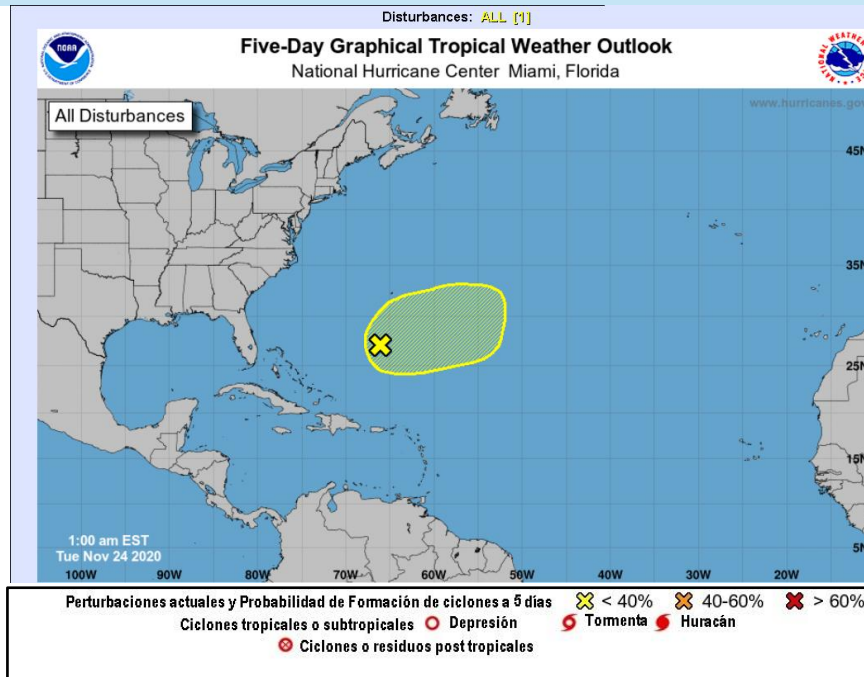 Disturbances: ALL [1]
Five-Day Graphical Tropical Weather Outlook
National Hurricane Center Miami, Florida
NOAA
www.hurricanes.gov
All Disturbances
45N
35N
25N
15N
5N
1:00 am EST
Tue Nov 24 2020
100W 90W 80W 70W 60W 50W 40W 30W 20W
Perturbaciones actuales y Probabilidad de Formación de ciclones a 5 días < 40% 40-60% > 60%
Ciclones tropicales o subtropicales Depresión Tormenta Huracán
Ciclones o residuos post tropicales